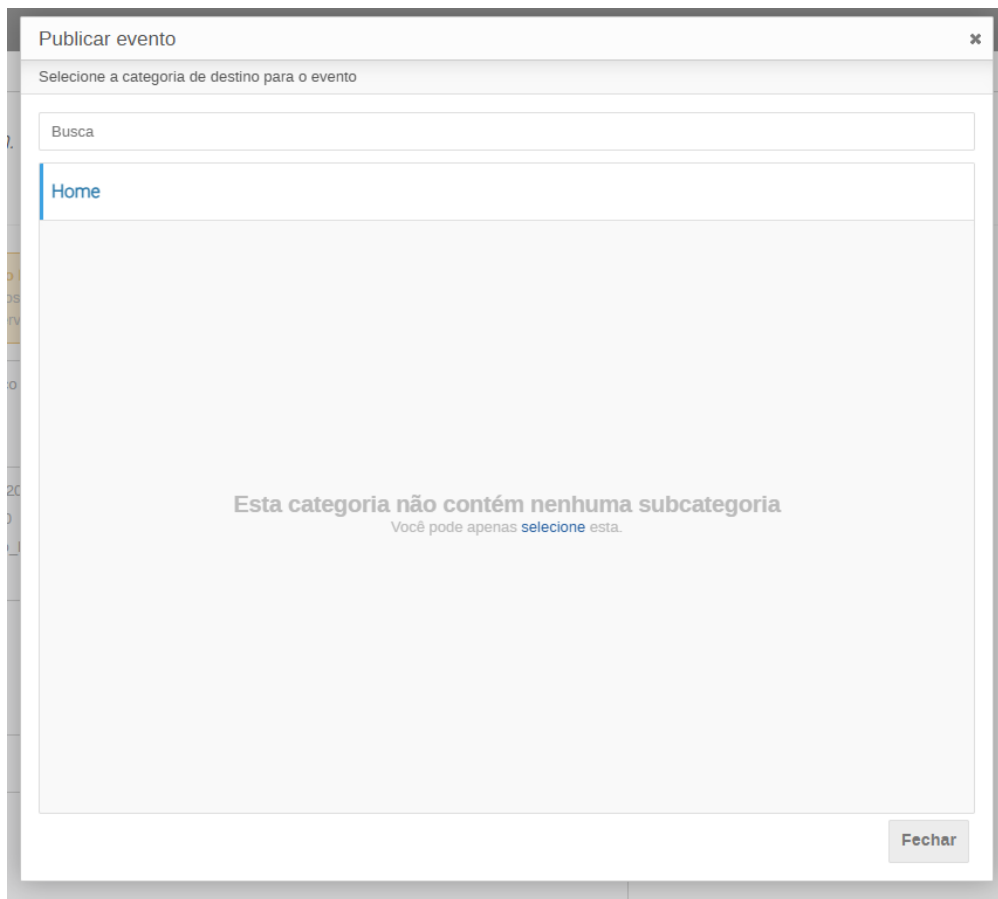 Publicar evento
Selecione a categoria de destino para o evento
Busca
Home
Esta categoria não contém nenhuma subcategoria
Você pode apenas selecione esta.
Fechar